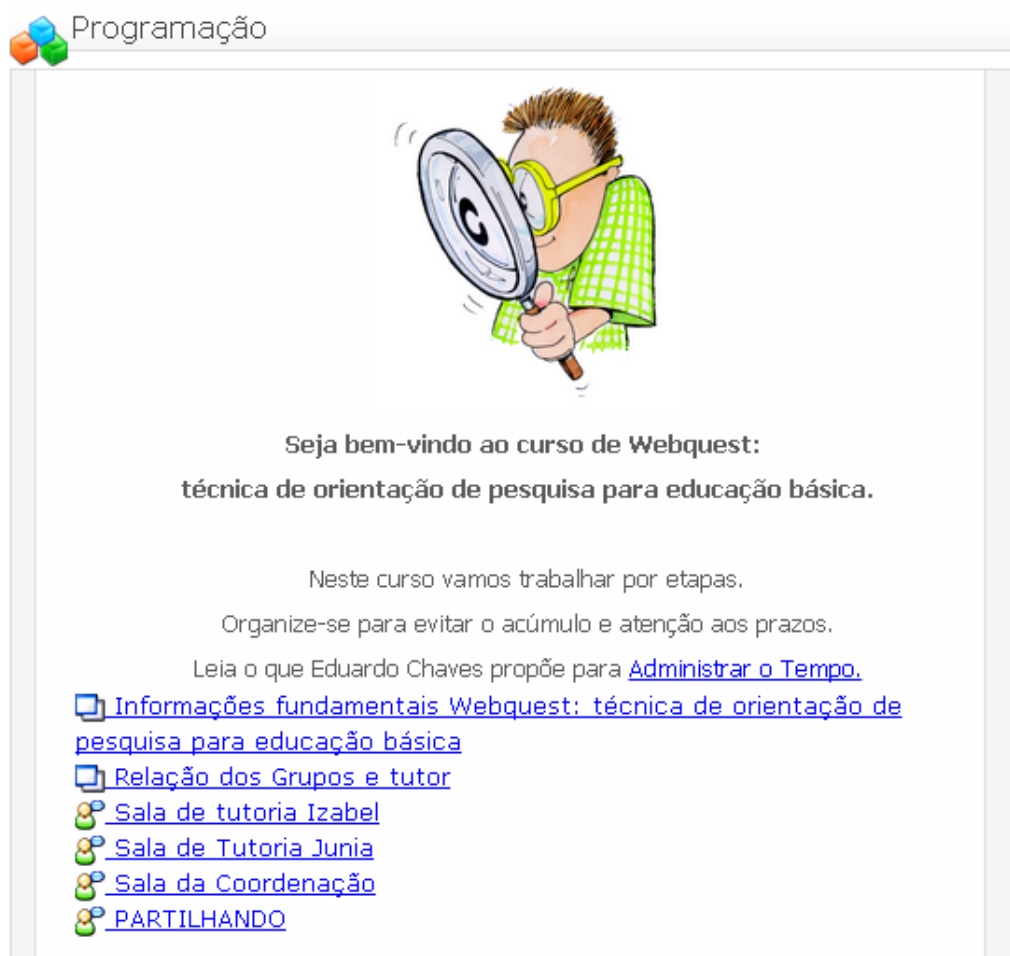 Programação
Seja bem-vindo ao curso de Webquest:
técnica de orientação de pesquisa para educação básica.
Neste curso vamos trabalhar por etapas.
Organize-se para evitar o acúmulo e atenção aos prazos.
Leia o que Eduardo Chaves propõe para Administrar o Tempo.
Informações fundamentais Webquest: técnica de orientação de
pesquisa para educação básica
Relação dos Grupos e tutor
Sala de tutoria Izabel
Sala de Tutoria Junia
Sala da Coordenação
PARTILHANDO